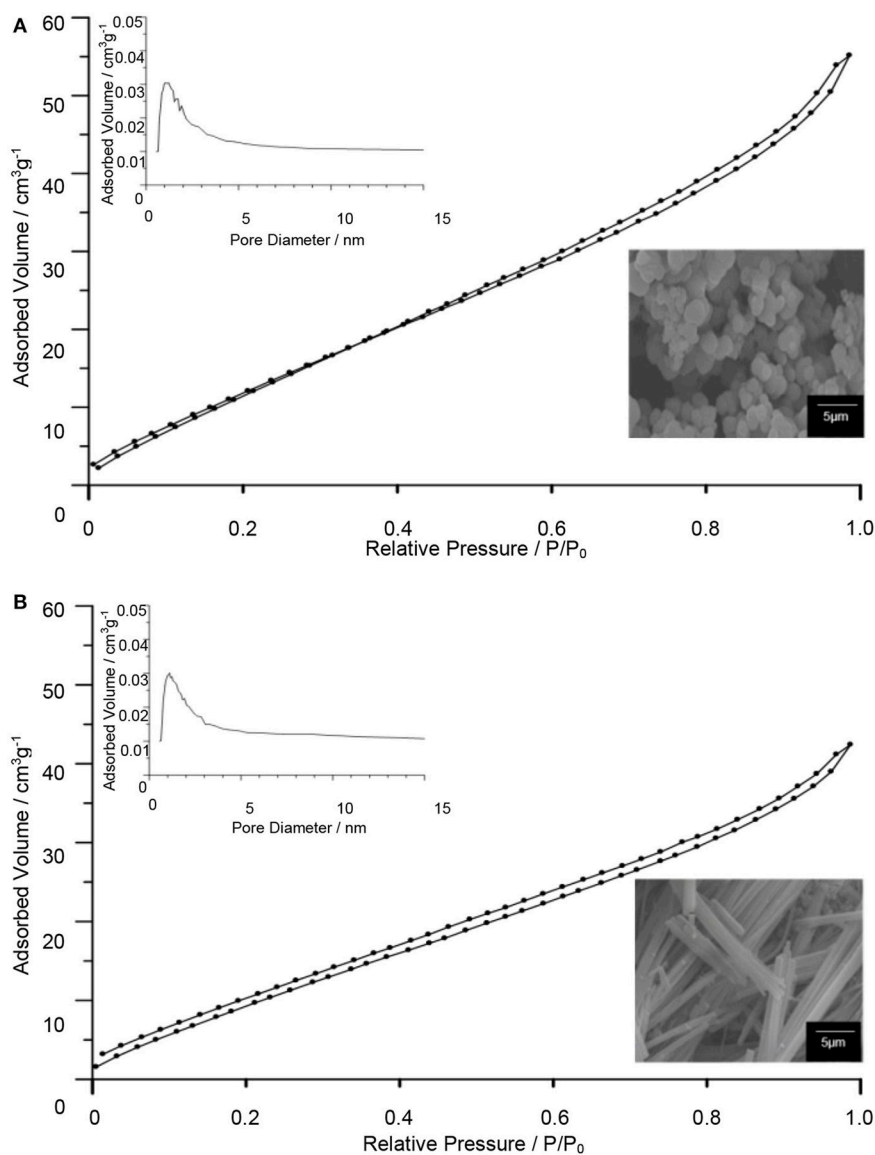 A
60
50
40
30
20
10
0
Adsorbed Volume / cm³g⁻¹
0 0.2 0.4 0.6 0.8 1.0
Relative Pressure / P/P₀
0.05
0.04
0.03
0.02
0.01
0
Adsorbed Volume / cm³g⁻¹
0 5 10 15
Pore Diameter / nm
5µm
B
60
50
40
30
20
10
0
Adsorbed Volume / cm³g⁻¹
0 0.2 0.4 0.6 0.8 1.0
Relative Pressure / P/P₀
0.05
0.04
0.03
0.02
0.01
0
Adsorbed Volume / cm³g⁻¹
0 5 10 15
Pore Diameter / nm
5µm